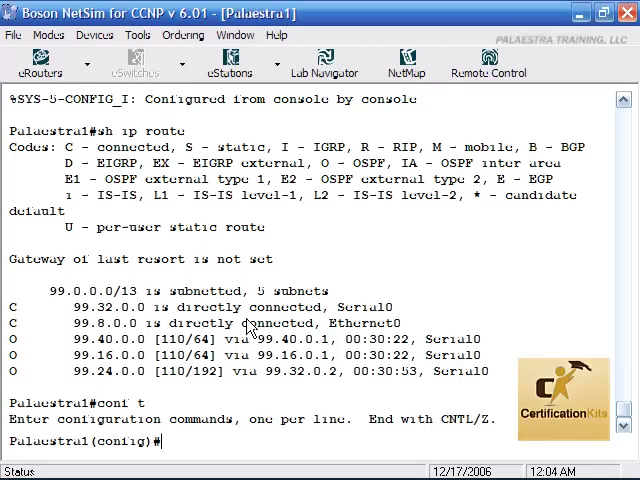 Boson NetSim for CCNP v 6.01 - [Palaestra1]
File Modes Devices Tools Ordering Window Help
PALAESTRA TRAINING, LLC
eRouters eSwitches eStations Lab Navigator NetMap Remote Control
%SYS-5-CONFIG_I: Configured from console by console
Palaestra1#sh ip route
Codes: C - connected, S - static, I - IGRP, R - RIP, M - mobile, B - BGP
D - EIGRP, EX - EIGRP external, O - OSPF, IA - OSPF inter area
E1 - OSPF external type 1, E2 - OSPF external type 2, E - EGP
i - IS-IS, L1 - IS-IS level-1, L2 - IS-IS level-2, * - candidate
default
U - per-user static route
Gateway of last resort is not set
99.0.0.0/13 is subnetted, 5 subnets
C 99.32.0.0 is directly connected, Serial0
C 99.8.0.0 is directly connected, Ethernet0
O 99.40.0.0 [110/64] via 99.40.0.1, 00:30:22, Serial0
O 99.16.0.0 [110/64] via 99.16.0.1, 00:30:22, Serial0
O 99.24.0.0 [110/192] via 99.32.0.2, 00:30:53, Serial0
Palaestra1#conf t
Enter configuration commands, one per line. End with CNTL/Z.
Palaestra1(config)#
CertificationKits
Status 12/17/2006 12:04 AM